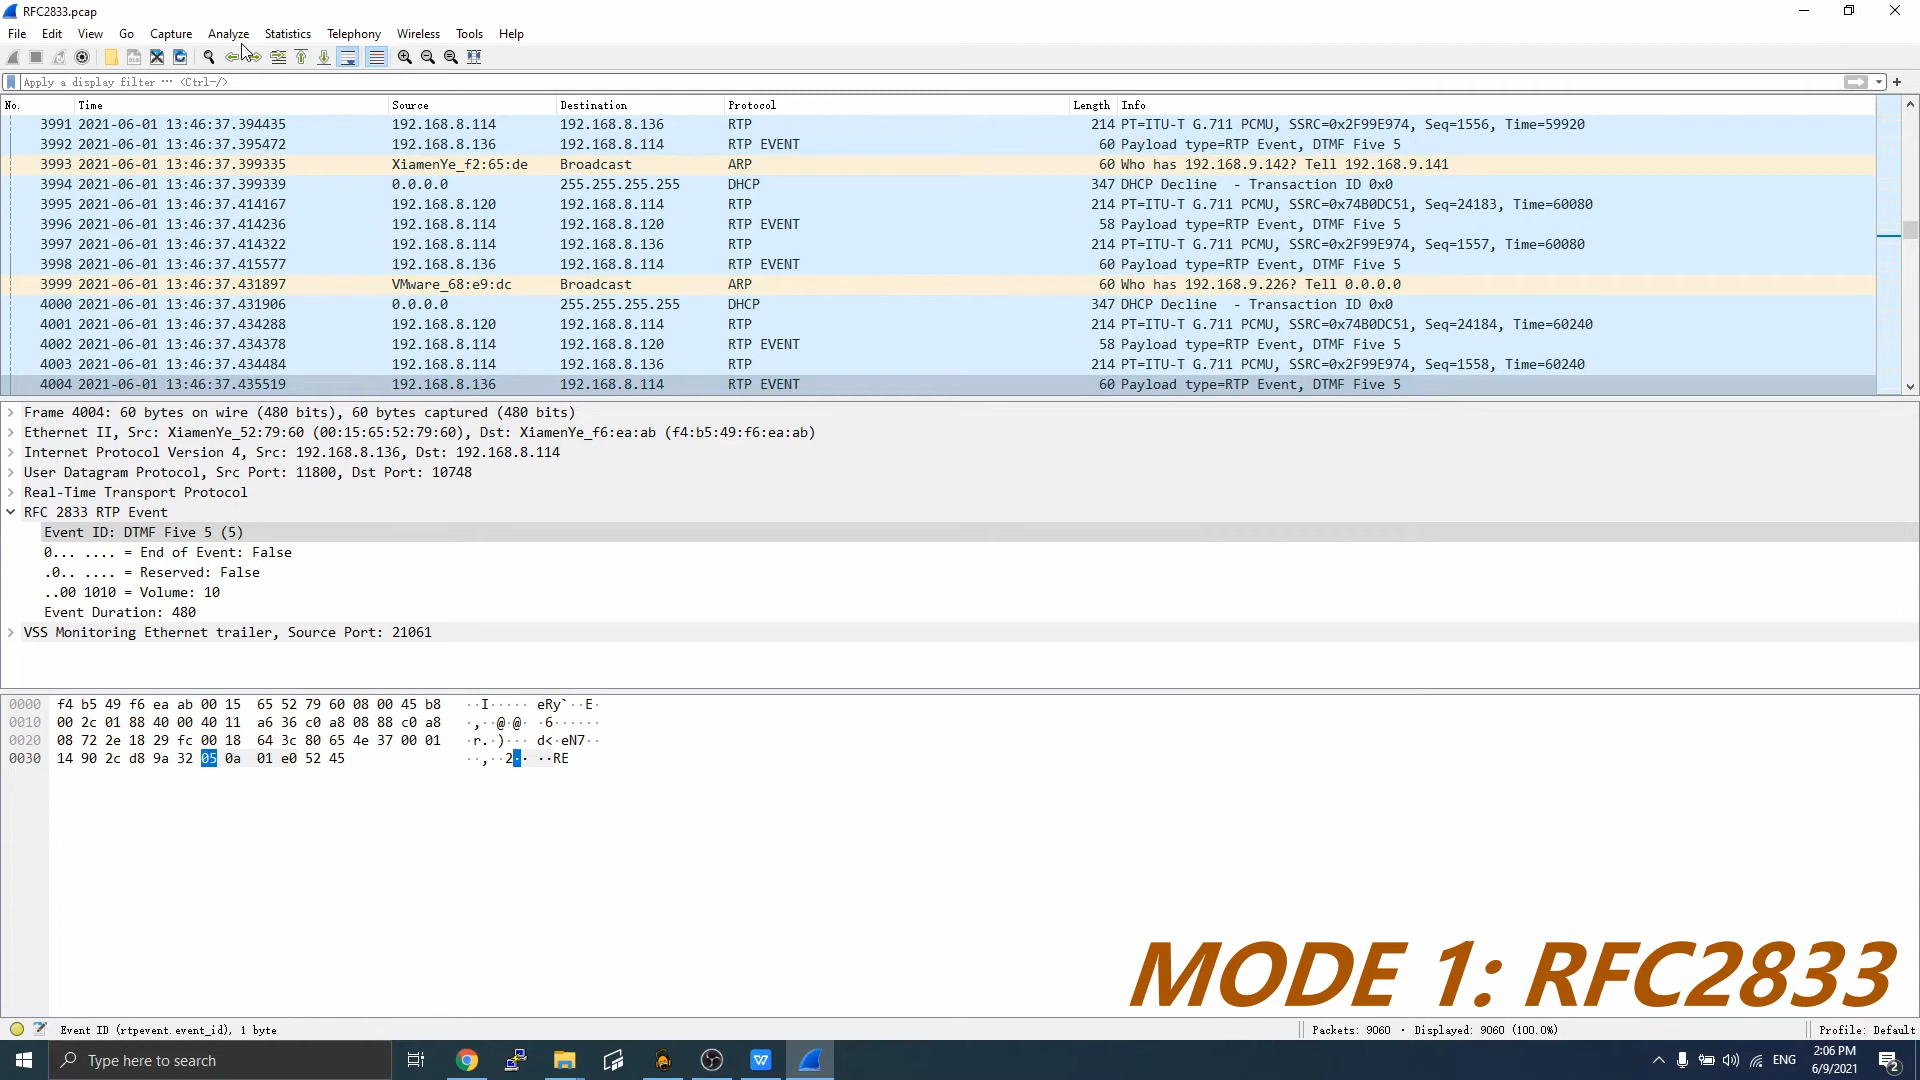 RFC2833.pcap
File Edit View Go Capture Analyze Statistics Telephony Wireless Tools Help
Apply a display filter ··· <Ctrl-/>
No. Time Source Destination Protocol Length Info
3991 2021-06-01 13:46:37.394435 192.168.8.114 192.168.8.136 RTP 214 PT=ITU-T G.711 PCMU, SSRC=0x2F99E974, Seq=1556, Time=59920
3992 2021-06-01 13:46:37.395472 192.168.8.136 192.168.8.114 RTP EVENT 60 Payload type=RTP Event, DTMF Five 5
3993 2021-06-01 13:46:37.399335 XiamenYe_f2:65:de Broadcast ARP 60 Who has 192.168.9.142? Tell 192.168.9.141
3994 2021-06-01 13:46:37.399339 0.0.0.0 255.255.255.255 DHCP 347 DHCP Decline - Transaction ID 0x0
3995 2021-06-01 13:46:37.414167 192.168.8.120 192.168.8.114 RTP 214 PT=ITU-T G.711 PCMU, SSRC=0x74B0DC51, Seq=24183, Time=60080
3996 2021-06-01 13:46:37.414236 192.168.8.114 192.168.8.120 RTP EVENT 58 Payload type=RTP Event, DTMF Five 5
3997 2021-06-01 13:46:37.414322 192.168.8.114 192.168.8.136 RTP 214 PT=ITU-T G.711 PCMU, SSRC=0x2F99E974, Seq=1557, Time=60080
3998 2021-06-01 13:46:37.415577 192.168.8.136 192.168.8.114 RTP EVENT 60 Payload type=RTP Event, DTMF Five 5
3999 2021-06-01 13:46:37.431897 VMware_68:e9:dc Broadcast ARP 60 Who has 192.168.9.226? Tell 0.0.0.0
4000 2021-06-01 13:46:37.431906 0.0.0.0 255.255.255.255 DHCP 347 DHCP Decline - Transaction ID 0x0
4001 2021-06-01 13:46:37.434288 192.168.8.120 192.168.8.114 RTP 214 PT=ITU-T G.711 PCMU, SSRC=0x74B0DC51, Seq=24184, Time=60240
4002 2021-06-01 13:46:37.434378 192.168.8.114 192.168.8.120 RTP EVENT 58 Payload type=RTP Event, DTMF Five 5
4003 2021-06-01 13:46:37.434484 192.168.8.114 192.168.8.136 RTP 214 PT=ITU-T G.711 PCMU, SSRC=0x2F99E974, Seq=1558, Time=60240
4004 2021-06-01 13:46:37.435519 192.168.8.136 192.168.8.114 RTP EVENT 60 Payload type=RTP Event, DTMF Five 5
Frame 4004: 60 bytes on wire (480 bits), 60 bytes captured (480 bits)
Ethernet II, Src: XiamenYe_52:79:60 (00:15:65:52:79:60), Dst: XiamenYe_f6:ea:ab (f4:b5:49:f6:ea:ab)
Internet Protocol Version 4, Src: 192.168.8.136, Dst: 192.168.8.114
User Datagram Protocol, Src Port: 11800, Dst Port: 10748
Real-Time Transport Protocol
RFC 2833 RTP Event
Event ID: DTMF Five 5 (5)
0... .... = End of Event: False
.0.. .... = Reserved: False
..00 1010 = Volume: 10
Event Duration: 480
VSS Monitoring Ethernet trailer, Source Port: 21061
0000 f4 b5 49 f6 ea ab 00 15 65 52 79 60 08 00 45 b8 ··I····· eRy`··E·
0010 00 2c 01 88 40 00 40 11 a6 36 c0 a8 08 88 c0 a8 ·,··@·@· ·6······
0020 08 72 2e 18 29 fc 00 18 64 3c 80 65 4e 37 00 01 ·r.·)··· d<·eN7··
0030 14 90 2c d8 9a 32 05 0a 01 e0 52 45 ··,··2·· ··RE
MODE 1: RFC2833
Event ID (rtpevent.event_id), 1 byte Packets: 9060 · Displayed: 9060 (100.0%) Profile: Default
Type here to search ENG 2:06 PM
6/9/2021 2